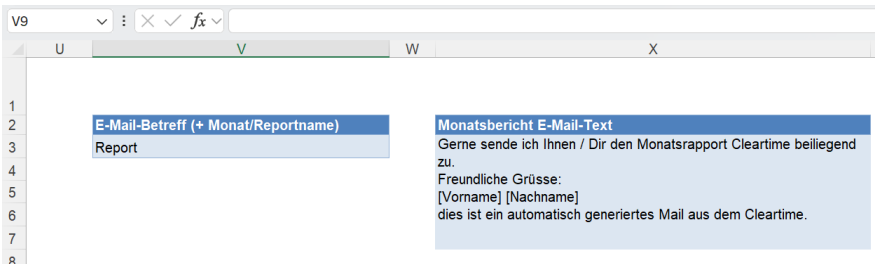 V9
fx
U V W X
1
2 E-Mail-Betreff (+ Monat/Reportname) Monatsbericht E-Mail-Text
3 Report Gerne sende ich Ihnen / Dir den Monatsrapport Cleartime beiliegend
4 zu.
5 Freundliche Grüsse:
[Vorname] [Nachname]
6 dies ist ein automatisch generiertes Mail aus dem Cleartime.
7
8